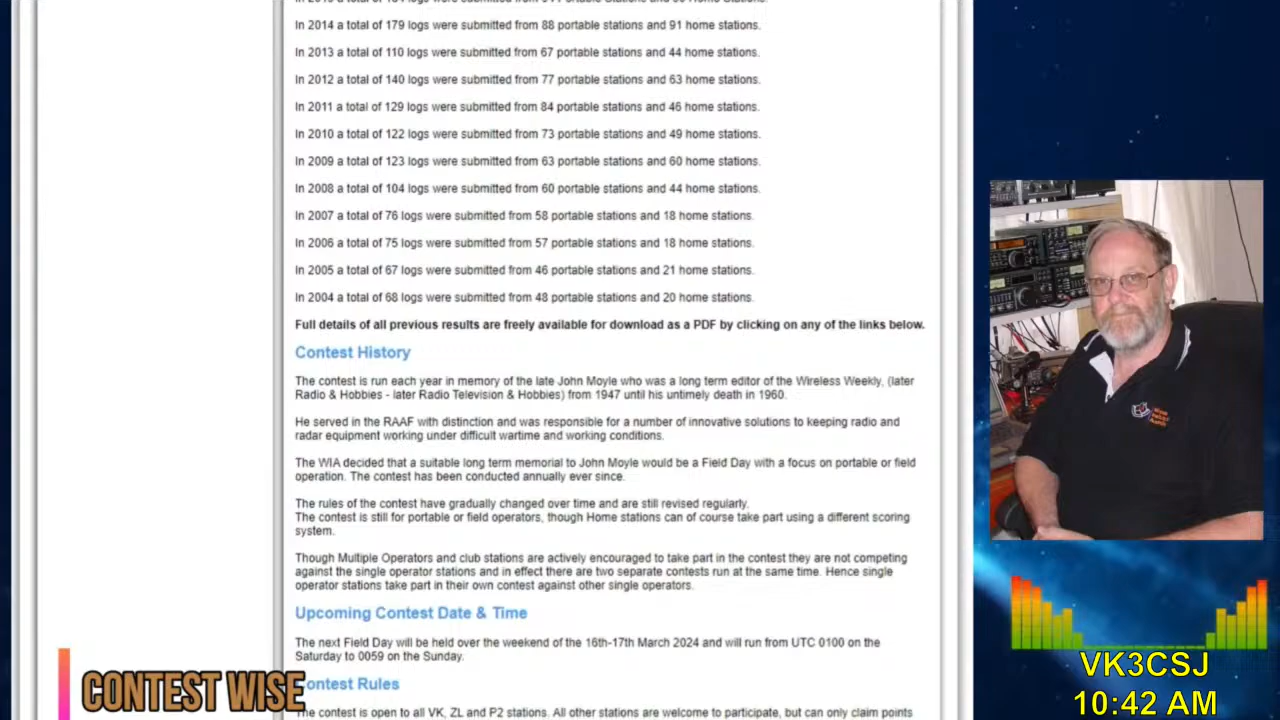 In 2014 a total of 179 logs were submitted from 88 portable stations and 91 home stations.
In 2013 a total of 110 logs were submitted from 67 portable stations and 44 home stations.
In 2012 a total of 140 logs were submitted from 77 portable stations and 63 home stations.
In 2011 a total of 129 logs were submitted from 84 portable stations and 46 home stations.
In 2010 a total of 122 logs were submitted from 73 portable stations and 49 home stations.
In 2009 a total of 123 logs were submitted from 63 portable stations and 60 home stations.
In 2008 a total of 104 logs were submitted from 60 portable stations and 44 home stations.
In 2007 a total of 76 logs were submitted from 58 portable stations and 18 home stations.
In 2006 a total of 75 logs were submitted from 57 portable stations and 18 home stations.
In 2005 a total of 67 logs were submitted from 46 portable stations and 21 home stations.
In 2004 a total of 68 logs were submitted from 48 portable stations and 20 home stations.
Full details of all previous results are freely available for download as a PDF by clicking on any of the links below.
Contest History
The contest is run each year in memory of the late John Moyle who was a long term editor of the Wireless Weekly, (later
Radio & Hobbies - later Radio Television & Hobbies) from 1947 until his untimely death in 1960.
He served in the RAAF with distinction and was responsible for a number of innovative solutions to keeping radio and
radar equipment working under difficult wartime and working conditions.
The WIA decided that a suitable long term memorial to John Moyle would be a Field Day with a focus on portable or field
operation. The contest has been conducted annually ever since.
The rules of the contest have gradually changed over time and are still revised regularly.
The contest is still for portable or field operators, though Home stations can of course take part using a different scoring
system.
Though Multiple Operators and club stations are actively encouraged to take part in the contest they are not competing
against the single operator stations and in effect there are two separate contests run at the same time. Hence single
operator stations take part in their own contest against other single operators.
Upcoming Contest Date & Time
The next Field Day will be held over the weekend of the 16th-17th March 2024 and will run from UTC 0100 on the
Saturday to 0059 on the Sunday.
ontest Rules
The contest is open to all VK, ZL and P2 stations. All other stations are welcome to participate, but can only claim points
CONTEST WISE
VK3CSJ
10:42 AM